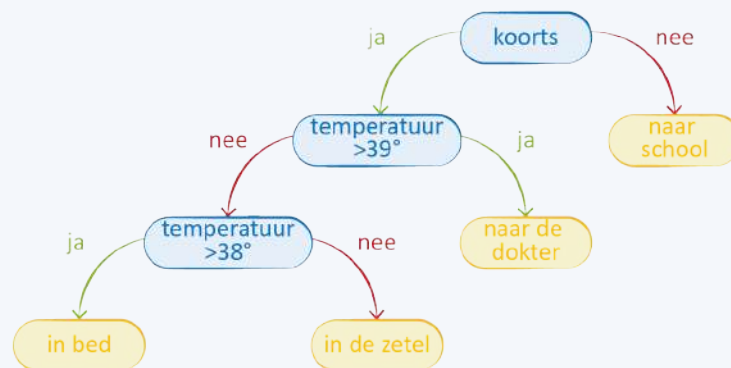 koorts
ja
nee
temperatuur
>39°
naar
school
nee
ja
temperatuur
>38°
naar de
dokter
ja
nee
in bed
in de zetel